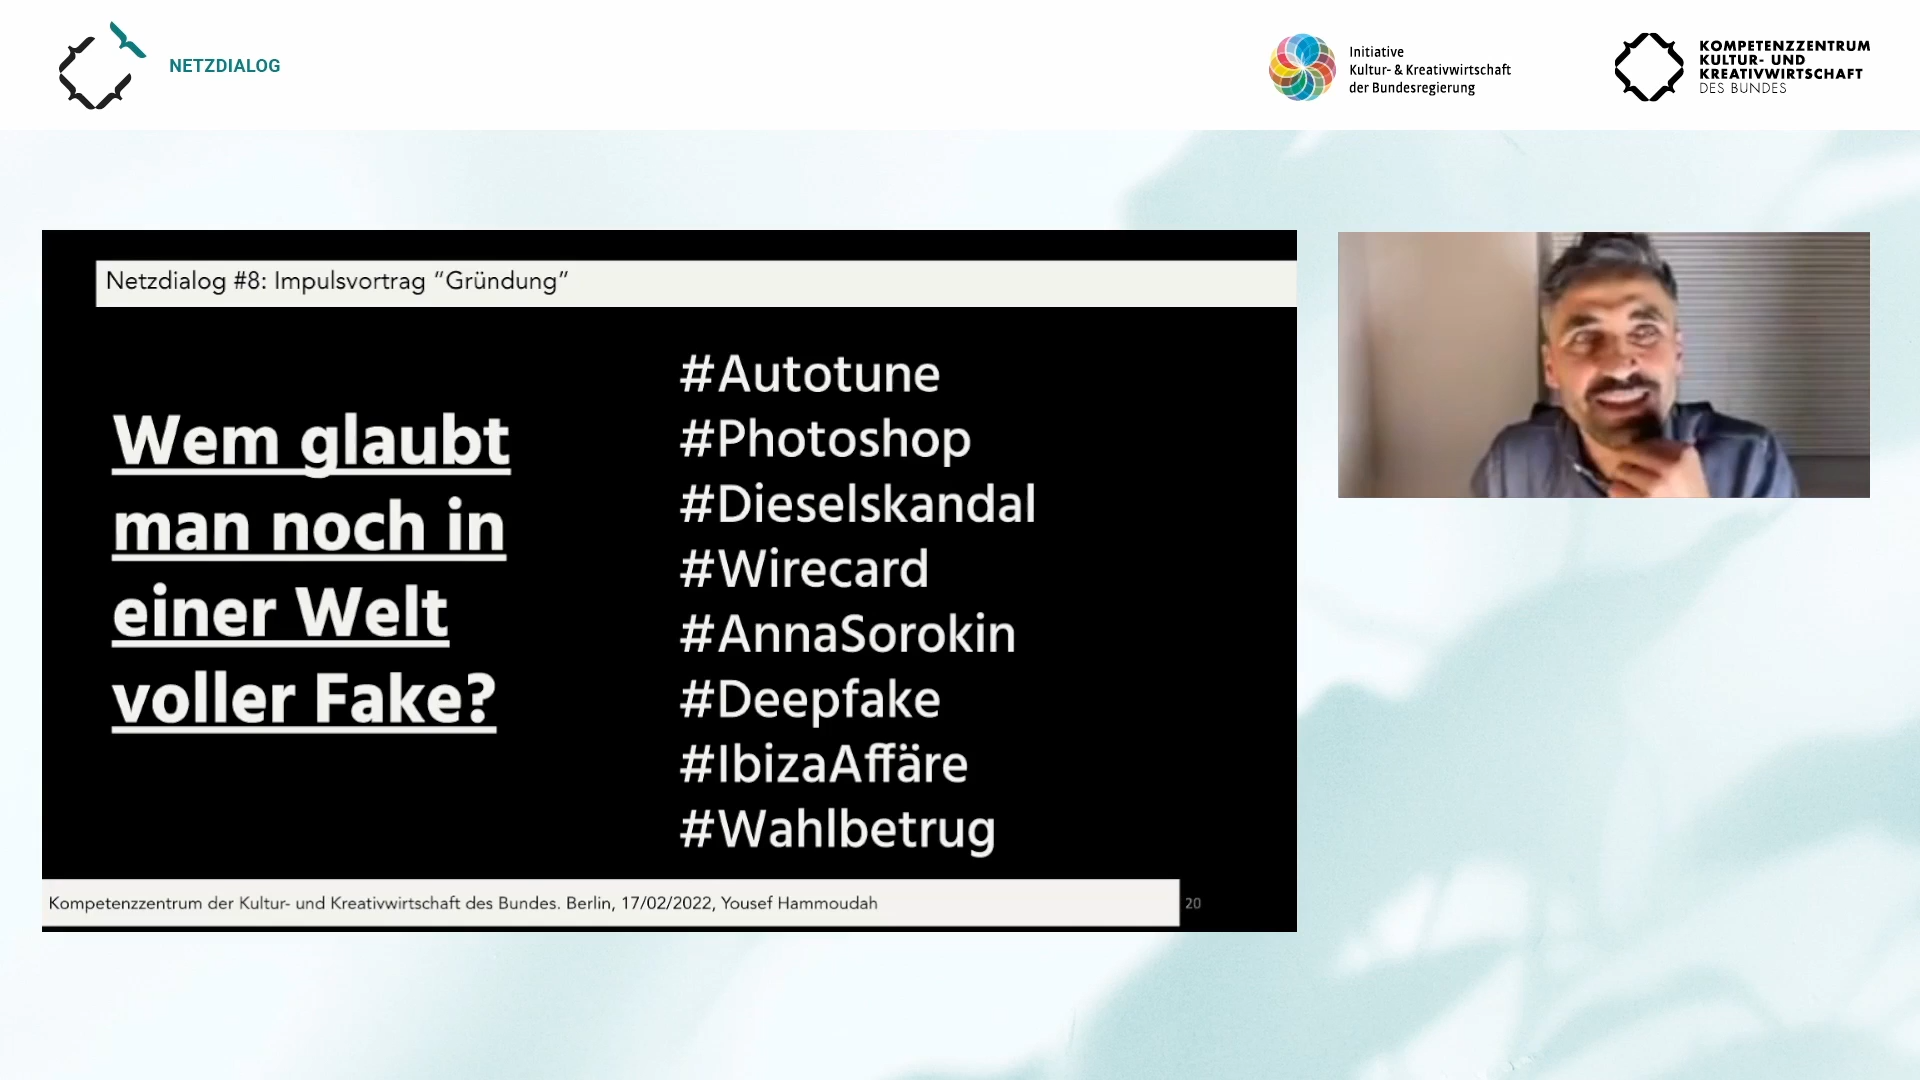 NETZDIALOG
Initiative
Kultur- & Kreativwirtschaft
der Bundesregierung
KOMPETENZZENTRUM
KULTUR- UND
KREATIVWIRTSCHAFT
DES BUNDES
Netzdialog #8: Impulsvortrag “Gründung”
Wem glaubt
man noch in
einer Welt
voller Fake?
#Autotune
#Photoshop
#Dieselskandal
#Wirecard
#AnnaSorokin
#Deepfake
#IbizaAffäre
#Wahlbetrug
Kompetenzzentrum der Kultur- und Kreativwirtschaft des Bundes. Berlin, 17/02/2022, Yousef Hammoudah
20